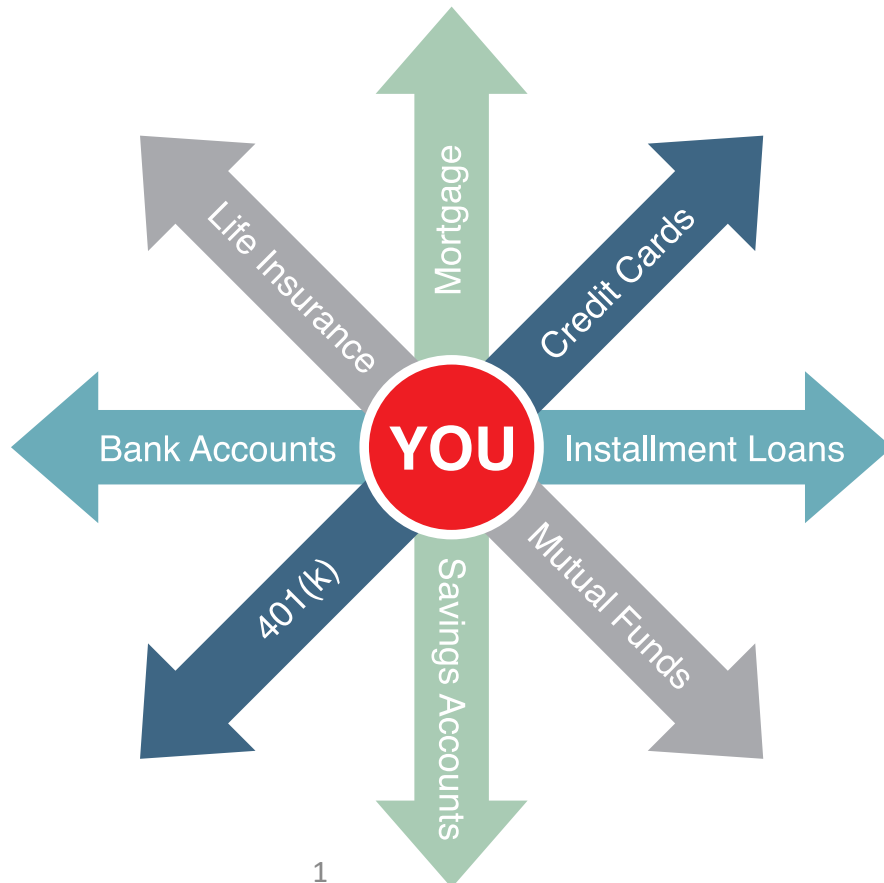 Mortgage
Life Insurance
Credit Cards
Bank Accounts
YOU
Installment Loans
401(k)
Savings Accounts
Mutual Funds
1